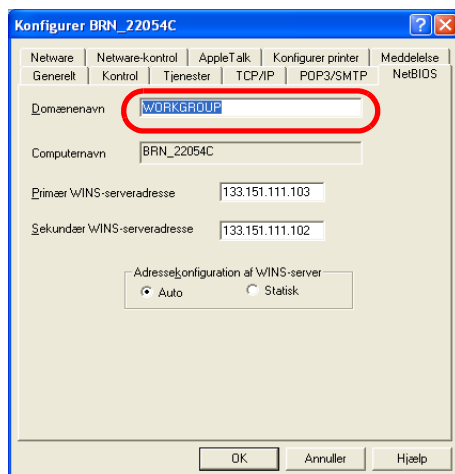 Konfigurer BRN_22054C
Netware Netware-kontrol AppleTalk Konfigurer printer Meddelelse
Generelt Kontrol Tjenester TCP/IP POP3/SMTP NetBIOS
Domænenavn WORKGROUP
Computernavn BRN_22054C
Primær WINS-serveradresse 133.151.111.103
Sekundær WINS-serveradresse 133.151.111.102
Adressekonfiguration af WINS-server
Auto Statisk
OK Annuller Hjælp